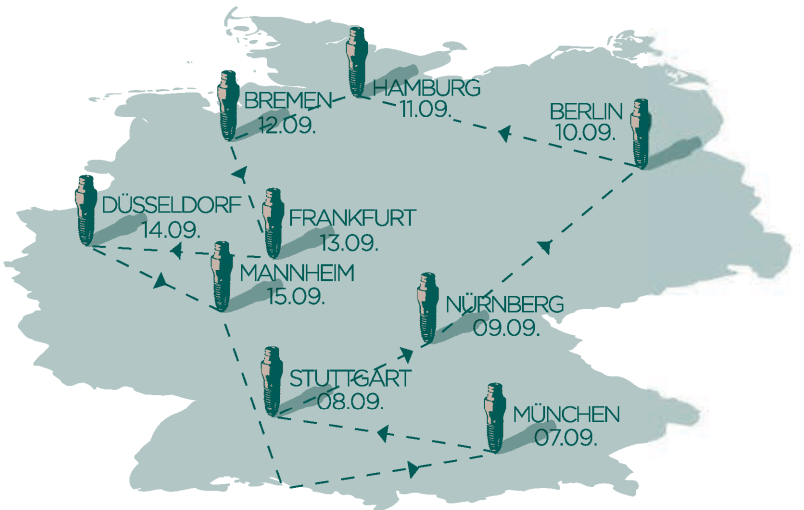 HAMBURG
11.09.
BREMEN
12.09.
BERLIN
10.09.
DÜSSELDORF
14.09.
FRANKFURT
13.09.
MANNHEIM
15.09.
NÜRNBERG
09.09.
STUTTGART
08.09.
MÜNCHEN
07.09.